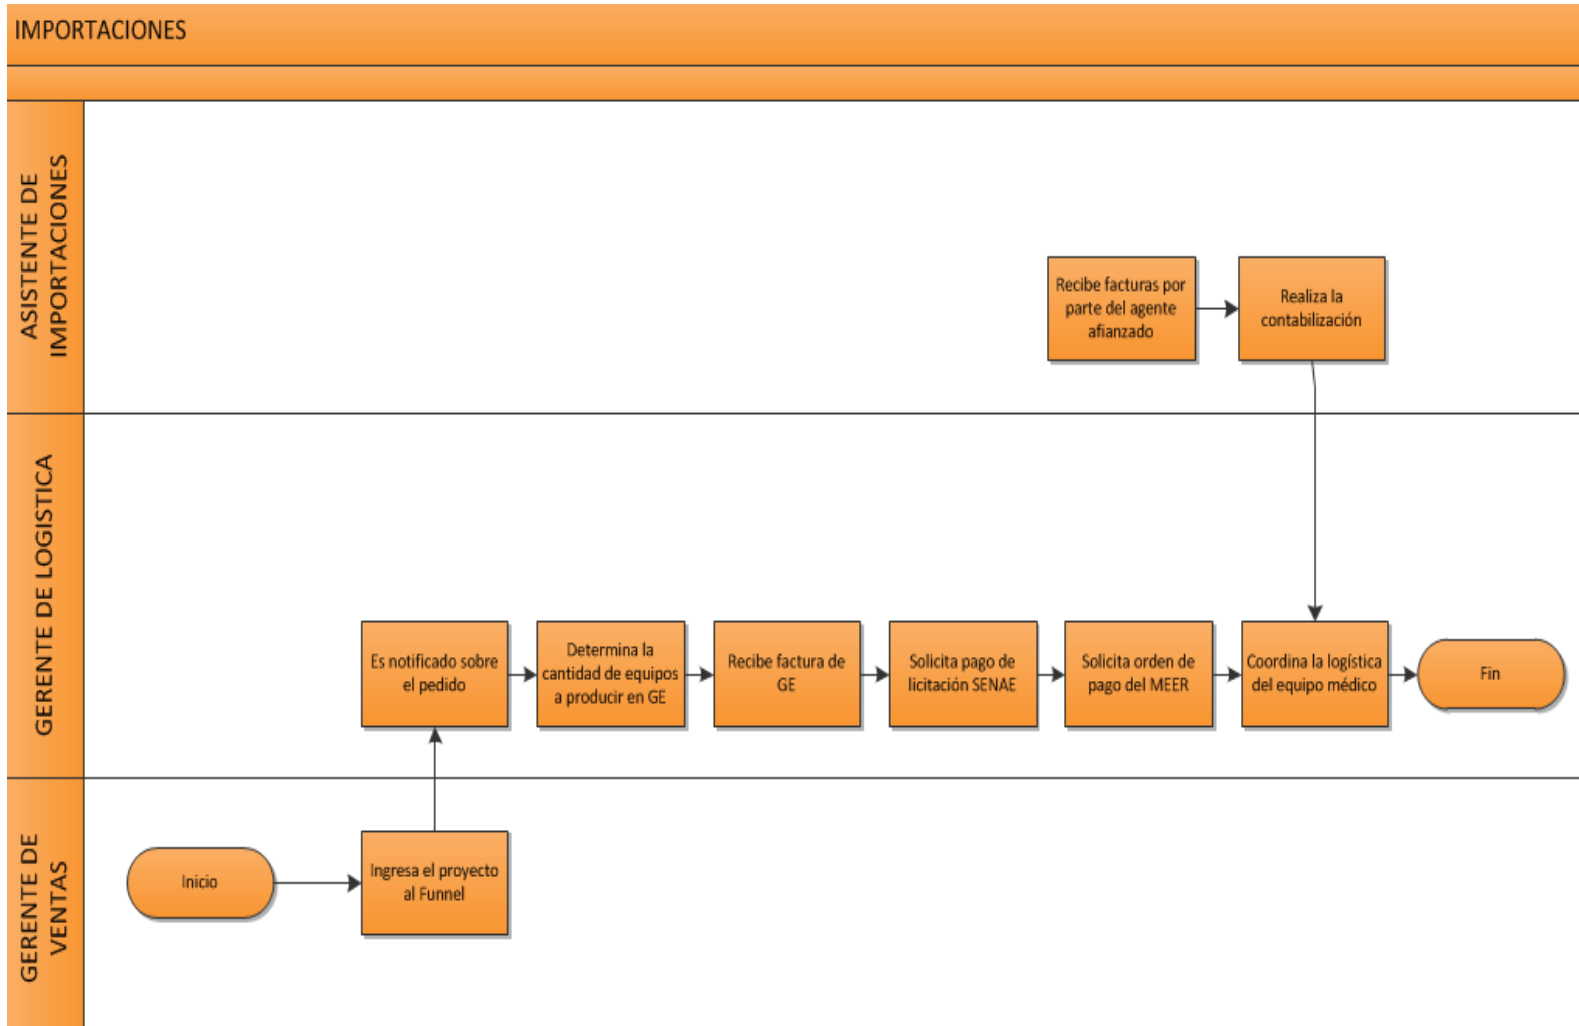 IMPORTACIONES
ASISTENTE DE
IMPORTACIONES
Recibe facturas por
parte del agente
afianzado
Realiza la
contabilización
GERENTE DE LOGISTICA
Es notificado sobre
el pedido
Determina la
cantidad de equipos
a producir en GE
Recibe factura de
GE
Solicita pago de
licitación SENAE
Solicita orden de
pago del MEER
Coordina la logística
del equipo médico
Fin
GERENTE DE
VENTAS
Inicio
Ingresa el proyecto
al Funnel